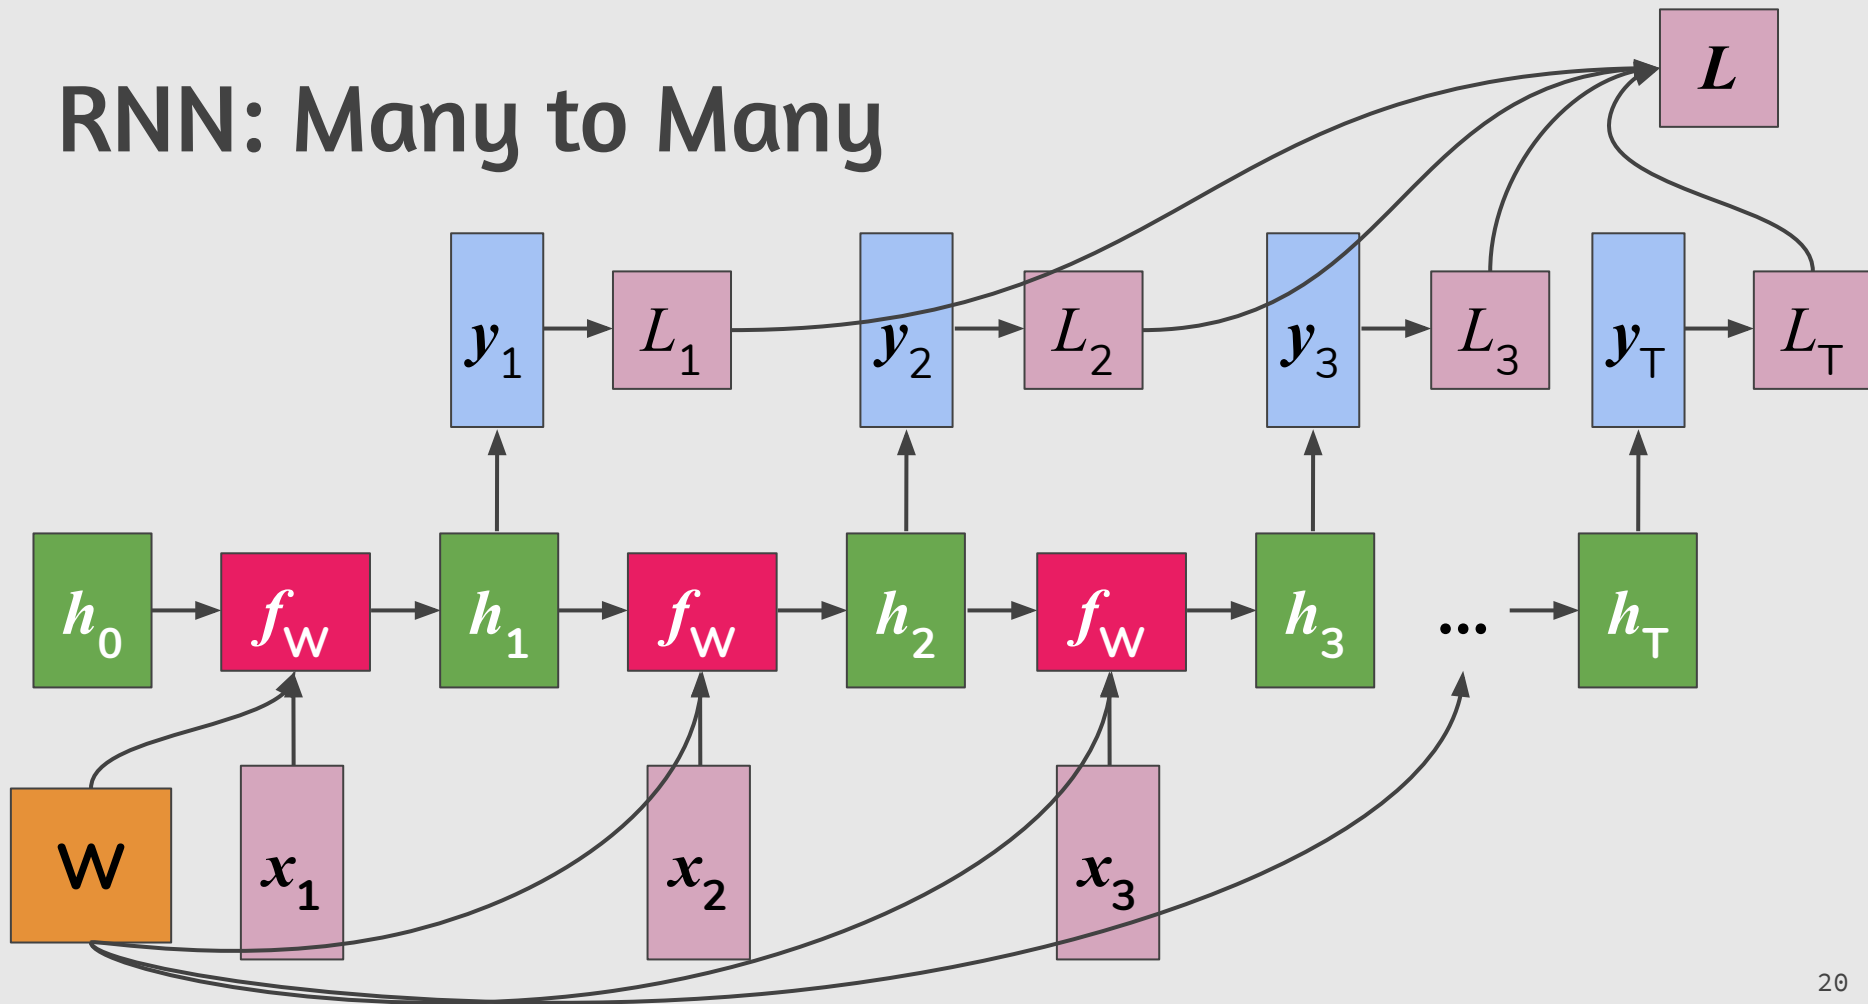 L
RNN: Many to Many
y1 L1 y2 L2 y3 L3 yT LT
h0 fW h1 fW h2 fW h3 ... hT
W x1 x2 x3
20